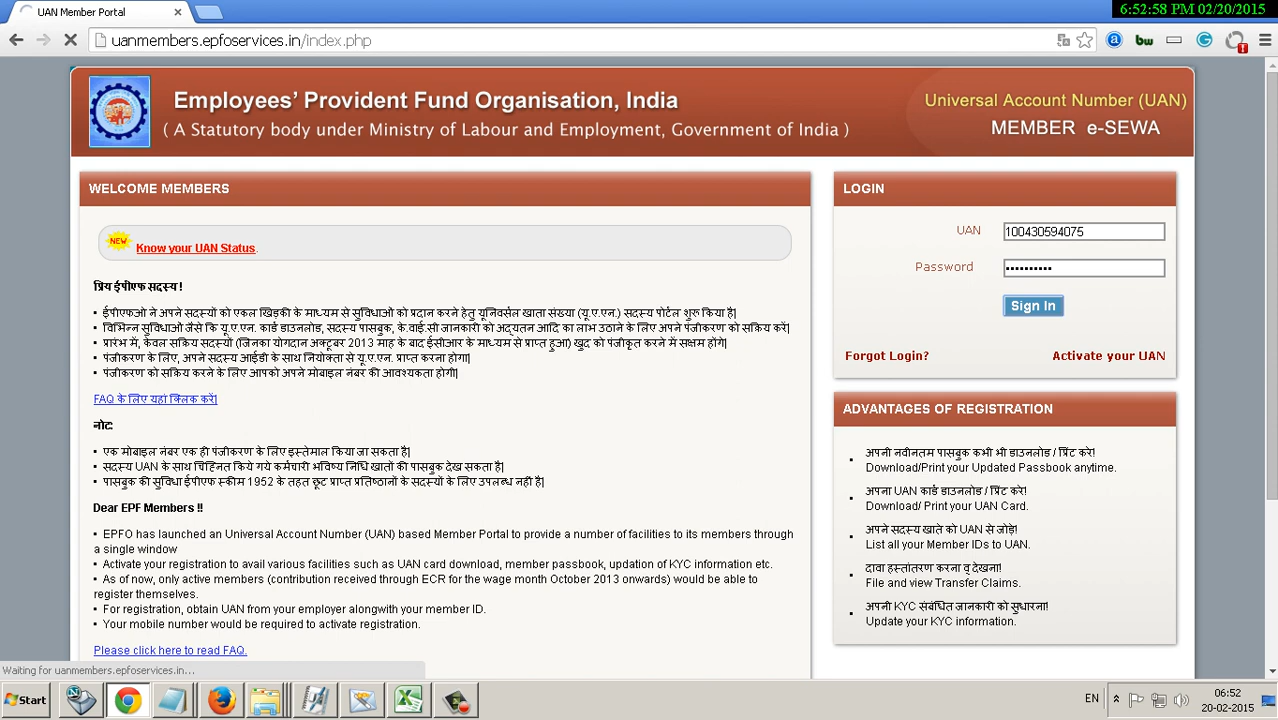 6:52:58 PM 02/20/2015
UAN Member Portal
uanmembers.epfoservices.in/index.php
Employees' Provident Fund Organisation, India
( A Statutory body under Ministry of Labour and Employment, Government of India )
Universal Account Number (UAN)
MEMBER e-SEWA
WELCOME MEMBERS
NEW Know your UAN Status.
प्रिय ईपीएफ सदस्य !
▪ ईपीएफओ ने अपने सदस्यों को एकल खिड़की के माध्यम से सुविधाओं को प्रदान करने हेतु यूनिवर्सल खाता संख्या (यू.ए.एन.) सदस्य पोर्टल शुरू किया है|
▪ विभिन्न सुविधाओं जैसे कि यू.ए.एन. कार्ड डाउनलोड, सदस्य पासबुक, के.वाई.सी जानकारी को अद्यतन आदि का लाभ उठाने के लिए अपने पंजीकरण को सक्रिय करें|
▪ प्रारंभ में, केवल सक्रिय सदस्यों (जिनका योगदान अक्टूबर 2013 माह के बाद ईसीआर के माध्यम से प्राप्त हुआ) खुद को पंजीकृत करने में सक्षम होंगे|
▪ पंजीकरण के लिए, अपने सदस्य आईडी के साथ नियोक्ता से यू.ए.एन. प्राप्त करना होगा|
▪ पंजीकरण को सक्रिय करने के लिए आपको अपने मोबाइल नंबर की आवश्यकता होगी|
FAQ के लिए यहां क्लिक करें|
नोट:
▪ एक मोबाइल नंबर एक ही पंजीकरण के लिए इस्तेमाल किया जा सकता है|
▪ सदस्य UAN के साथ चिह्नित किये गये कर्मचारी भविष्य निधि खातों की पासबुक देख सकता है|
▪ पासबुक की सुविधा ईपीएफ स्कीम 1952 के तहत छूट प्राप्त प्रतिष्ठानों के सदस्यों के लिए उपलब्ध नही है|
Dear EPF Members !!
▪ EPFO has launched an Universal Account Number (UAN) based Member Portal to provide a number of facilities to its members through
a single window
▪ Activate your registration to avail various facilities such as UAN card download, member passbook, updation of KYC information etc.
▪ As of now, only active members (contribution received through ECR for the wage month October 2013 onwards) would be able to
register themselves.
▪ For registration, obtain UAN from your employer alongwith your member ID.
▪ Your mobile number would be required to activate registration.
Please click here to read FAQ.
LOGIN
UAN 100430594075
Password ••••••••••
Sign In
Forgot Login? Activate your UAN
ADVANTAGES OF REGISTRATION
▪ अपनी नवीनतम पासबुक कभी भी डाउनलोड / प्रिंट करे!
Download/Print your Updated Passbook anytime.
▪ अपना UAN कार्ड डाउनलोड / प्रिंट करे!
Download/ Print your UAN Card.
▪ अपने सदस्य खाते को UAN से जोड़े!
List all your Member IDs to UAN.
▪ दावा हस्तांतरण करना व देखना!
File and view Transfer Claims.
▪ अपनी KYC संबंधित जानकारी को सुधारना!
Update your KYC information.
Waiting for uanmembers.epfoservices.in...
Start
EN
06:52
20-02-2015